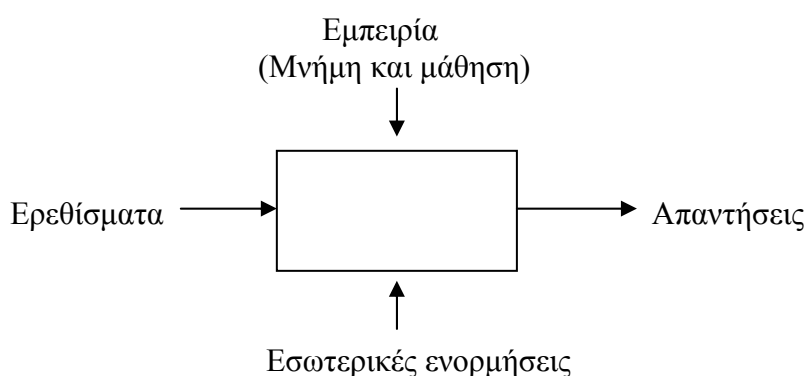 Εμπειρία
(Μνήμη και μάθηση)
Ερεθίσματα
Απαντήσεις
Εσωτερικές ενορμήσεις